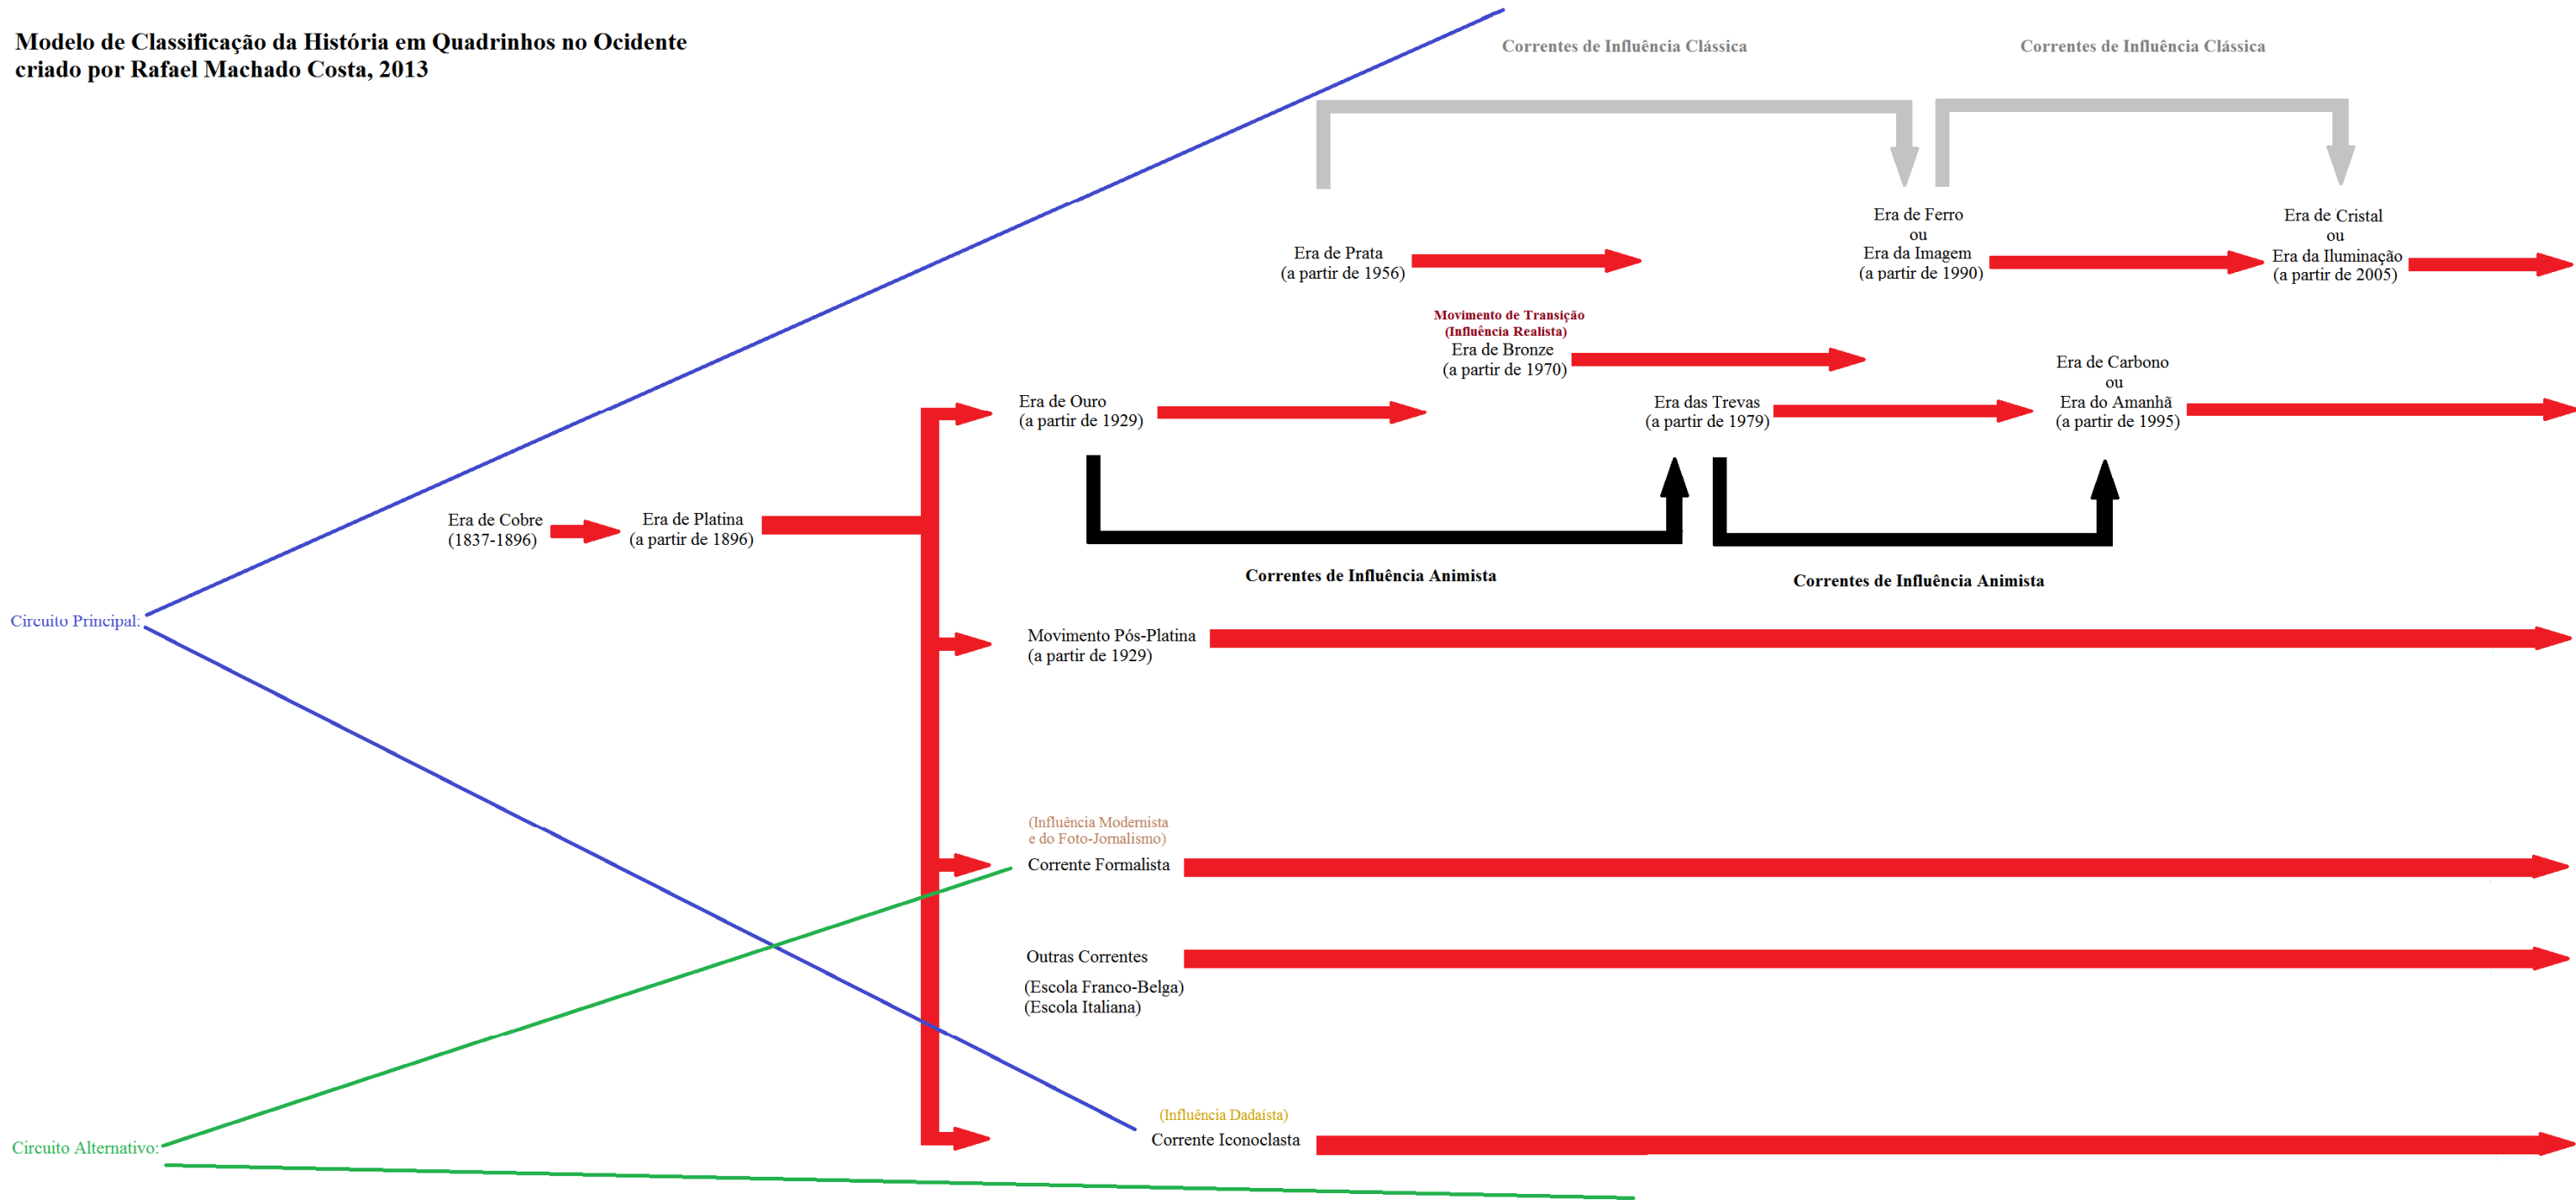 Modelo de Classificação da História em Quadrinhos no Ocidente
criado por Rafael Machado Costa, 2013
Correntes de Influência Clássica
Correntes de Influência Clássica
Era de Prata
(a partir de 1956)
Era de Ferro
ou
Era da Imagem
(a partir de 1990)
Era de Cristal
ou
Era da Iluminação
(a partir de 2005)
Movimento de Transição
(Influência Realista)
Era de Bronze
(a partir de 1970)
Era de Ouro
(a partir de 1929)
Era das Trevas
(a partir de 1979)
Era de Carbono
ou
Era do Amanhã
(a partir de 1995)
Era de Cobre
(1837-1896)
Era de Platina
(a partir de 1896)
Correntes de Influência Animista
Correntes de Influência Animista
Circuito Principal:
Movimento Pós-Platina
(a partir de 1929)
(Influência Modernista
e do Foto-Jornalismo)
Corrente Formalista
Outras Correntes
(Escola Franco-Belga)
(Escola Italiana)
(Influência Dadaísta)
Corrente Iconoclasta
Circuito Alternativo: